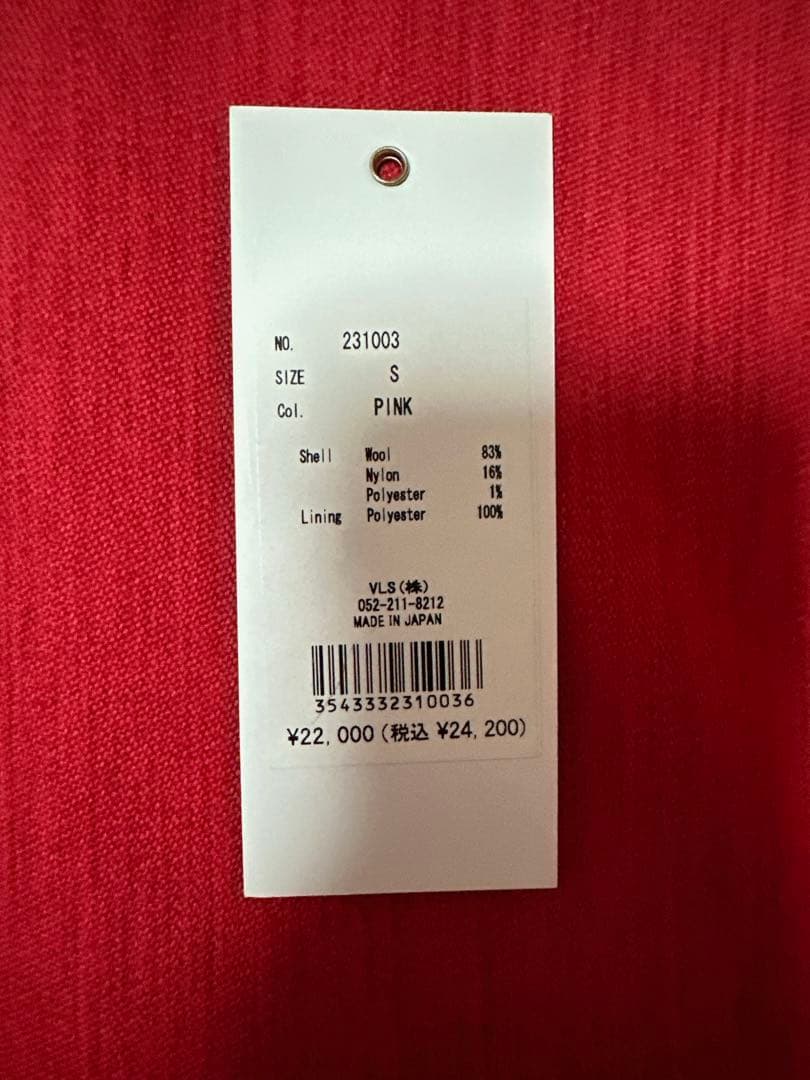 NO. 231003
SIZE S
Col. PINK
Shell Wool 83%
Nylon 16%
Polyester 1%
Lining Polyester 100%
VLS(株)
052-211-8212
MADE IN JAPAN
3543332310036
¥22,000(税込 ¥24,200)